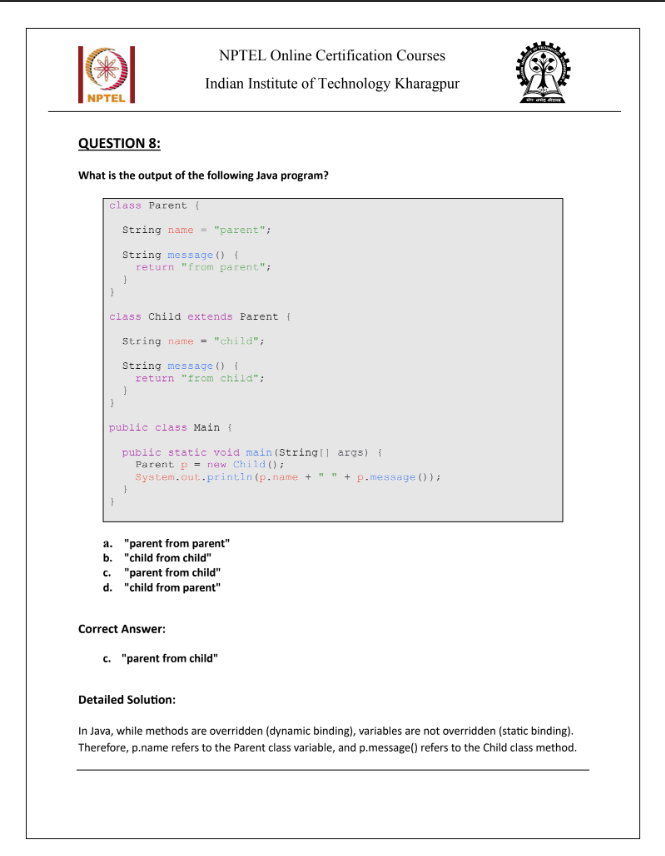 NPTEL Online Certification Courses
Indian Institute of Technology Kharagpur
NPTEL
QUESTION 8:
What is the output of the following Java program?
class Parent {
String name = "parent";
String message() {
return "from parent";
}
}
class Child extends Parent {
String name = "child";
String message() {
return "from child";
}
}
public class Main {
public static void main(String[] args) {
Parent p = new Child();
System.out.println(p.name + " " + p.message());
}
}
a. "parent from parent"
b. "child from child"
c. "parent from child"
d. "child from parent"
Correct Answer:
c. "parent from child"
Detailed Solution:
In Java, while methods are overridden (dynamic binding), variables are not overridden (static binding).
Therefore, p.name refers to the Parent class variable, and p.message() refers to the Child class method.